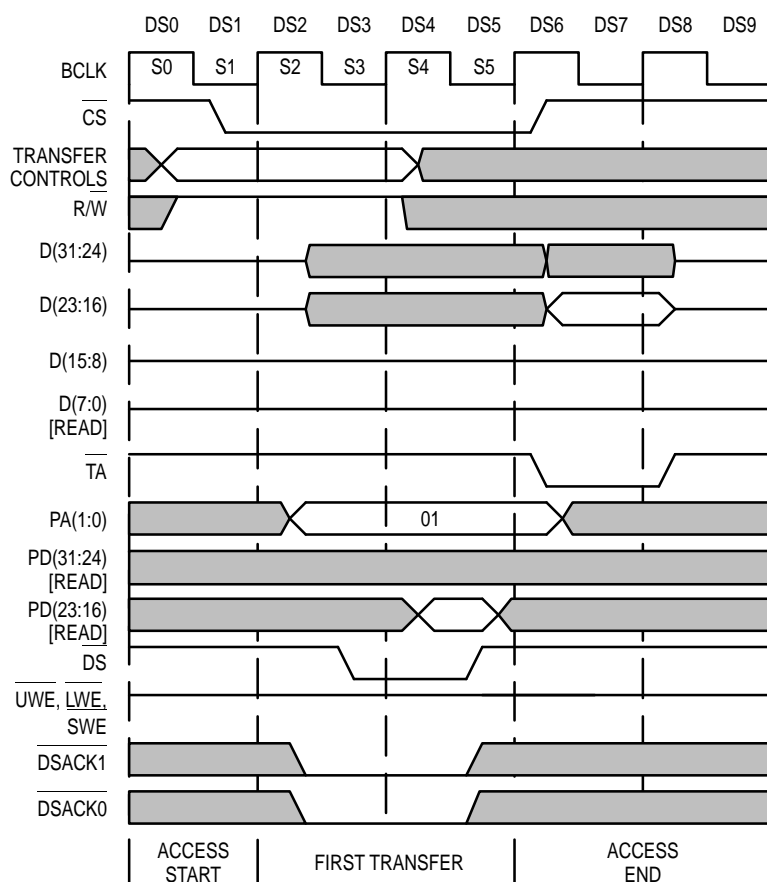 DS0 DS1 DS2 DS3 DS4 DS5 DS6 DS7 DS8 DS9
BCLK S0 S1 S2 S3 S4 S5
CS
TRANSFER
CONTROLS
R/W
D(31:24)
D(23:16)
D(15:8)
D(7:0)
[READ]
TA
PA(1:0) 01
PD(31:24)
[READ]
PD(23:16)
[READ]
DS
UWE, LWE,
SWE
DSACK1
DSACK0
ACCESS
START
FIRST TRANSFER
ACCESS
END